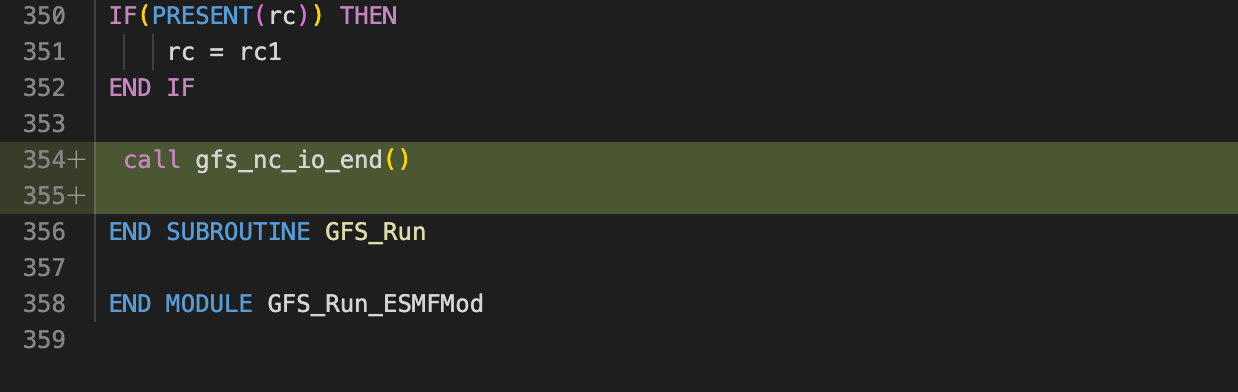 350 IF(PRESENT(rc)) THEN
351 rc = rc1
352 END IF
353
354+ call gfs_nc_io_end()
355+
356 END SUBROUTINE GFS_Run
357
358 END MODULE GFS_Run_ESMFMod
359